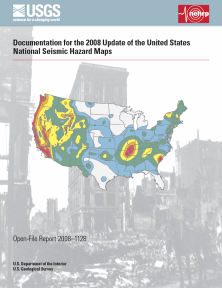 USGS
science for a changing world
nehrp
Documentation for the 2008 Update of the United States
National Seismic Hazard Maps
Open-File Report 2008–1128
U.S. Department of the Interior
U.S. Geological Survey